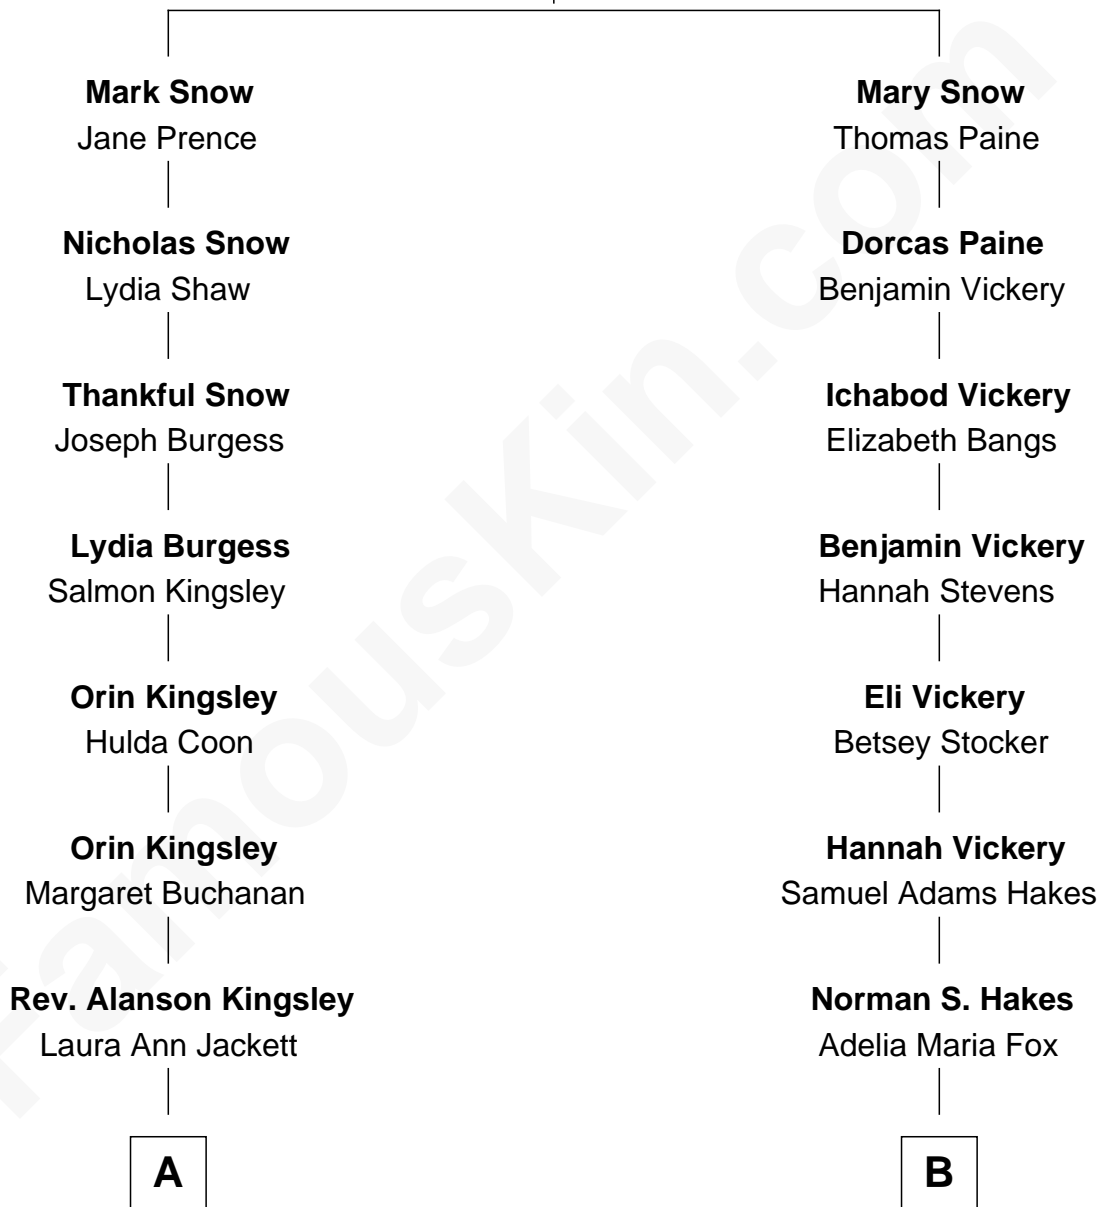 Mark Snow
Jane Prence
Nicholas Snow
Lydia Shaw
Thankful Snow
Joseph Burgess
Lydia Burgess
Salmon Kingsley
Orin Kingsley
Hulda Coon
Orin Kingsley
Margaret Buchanan
Rev. Alanson Kingsley
Laura Ann Jackett
A
Mary Snow
Thomas Paine
Dorcas Paine
Benjamin Vickery
Ichabod Vickery
Elizabeth Bangs
Benjamin Vickery
Hannah Stevens
Eli Vickery
Betsey Stocker
Hannah Vickery
Samuel Adams Hakes
Norman S. Hakes
Adelia Maria Fox
B
FamousKin.com